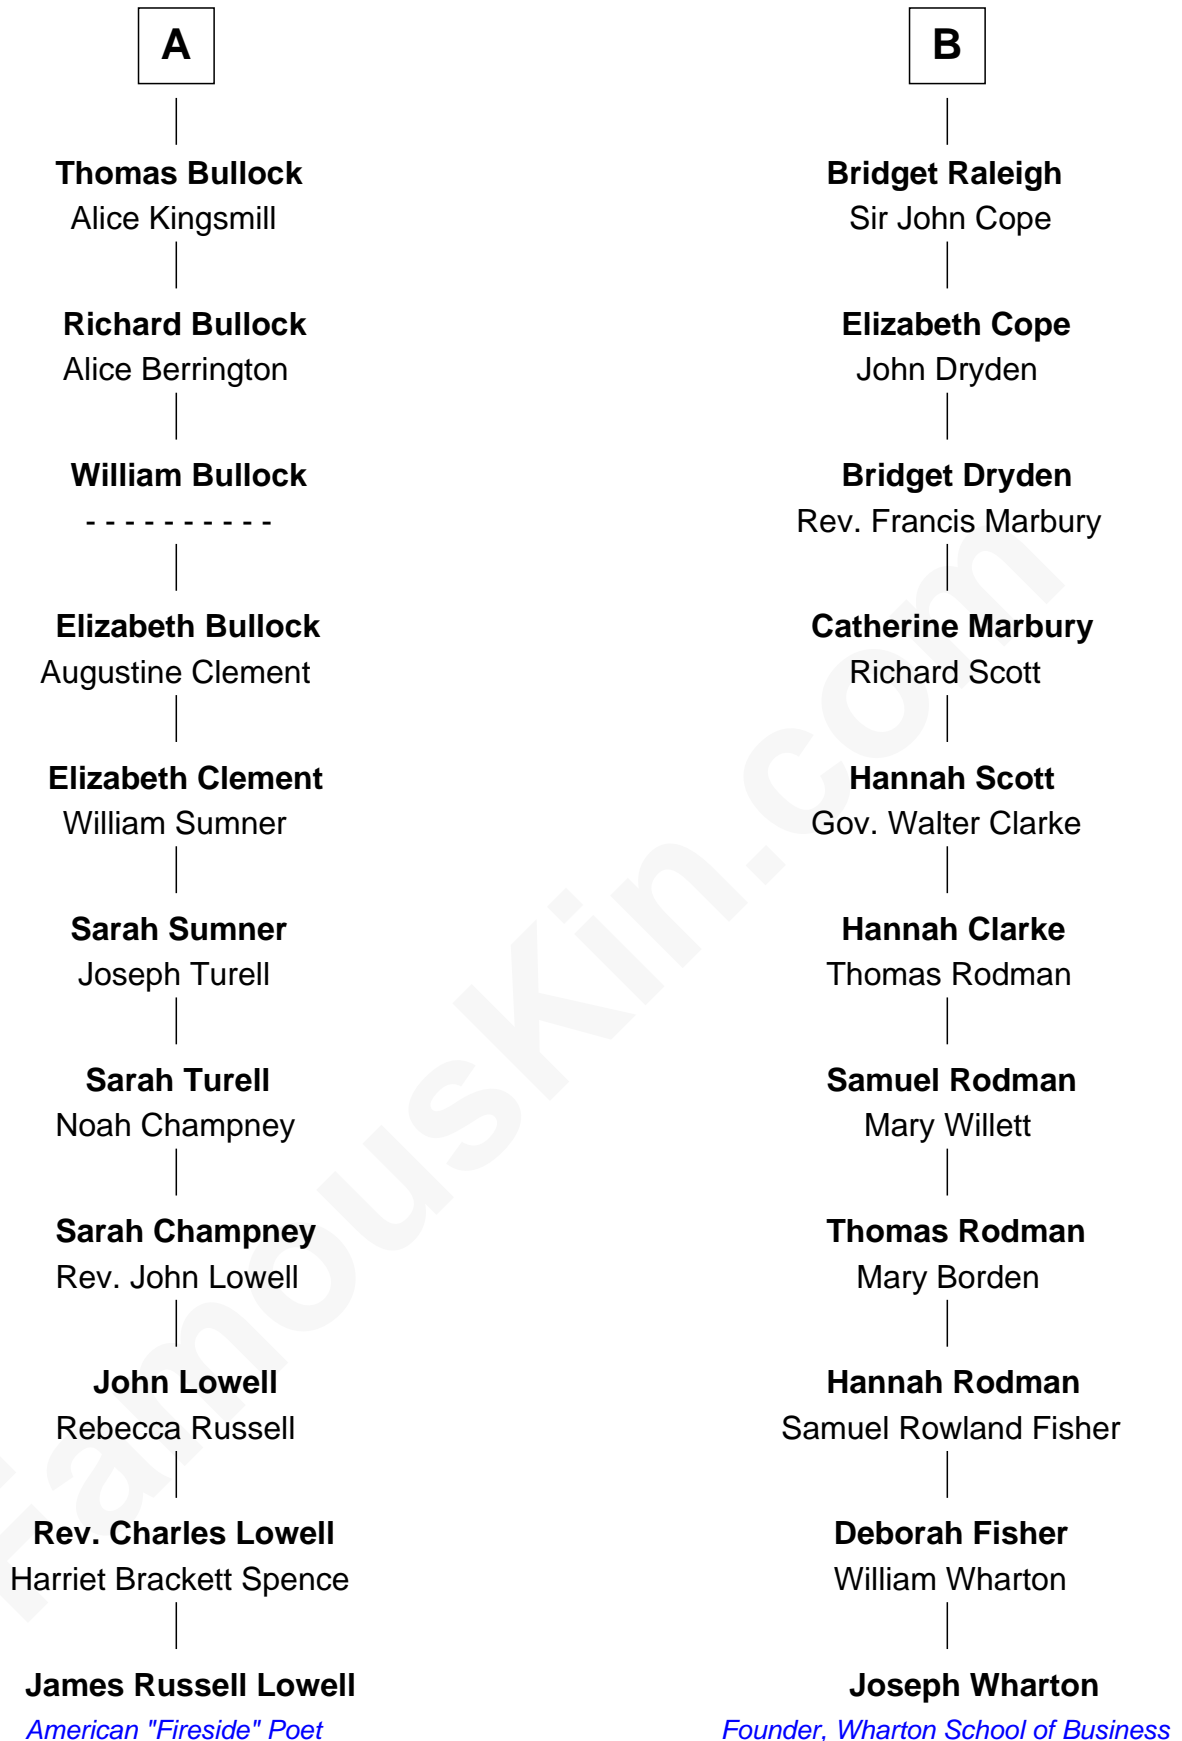 A
Thomas Bullock
Alice Kingsmill
Richard Bullock
Alice Berrington
William Bullock
- - - - - - - - - -
Elizabeth Bullock
Augustine Clement
Elizabeth Clement
William Sumner
Sarah Sumner
Joseph Turell
Sarah Turell
Noah Champney
Sarah Champney
Rev. John Lowell
John Lowell
Rebecca Russell
Rev. Charles Lowell
Harriet Brackett Spence
James Russell Lowell
American "Fireside" Poet
B
Bridget Raleigh
Sir John Cope
Elizabeth Cope
John Dryden
Bridget Dryden
Rev. Francis Marbury
Catherine Marbury
Richard Scott
Hannah Scott
Gov. Walter Clarke
Hannah Clarke
Thomas Rodman
Samuel Rodman
Mary Willett
Thomas Rodman
Mary Borden
Hannah Rodman
Samuel Rowland Fisher
Deborah Fisher
William Wharton
Joseph Wharton
Founder, Wharton School of Business
FamousKin.com